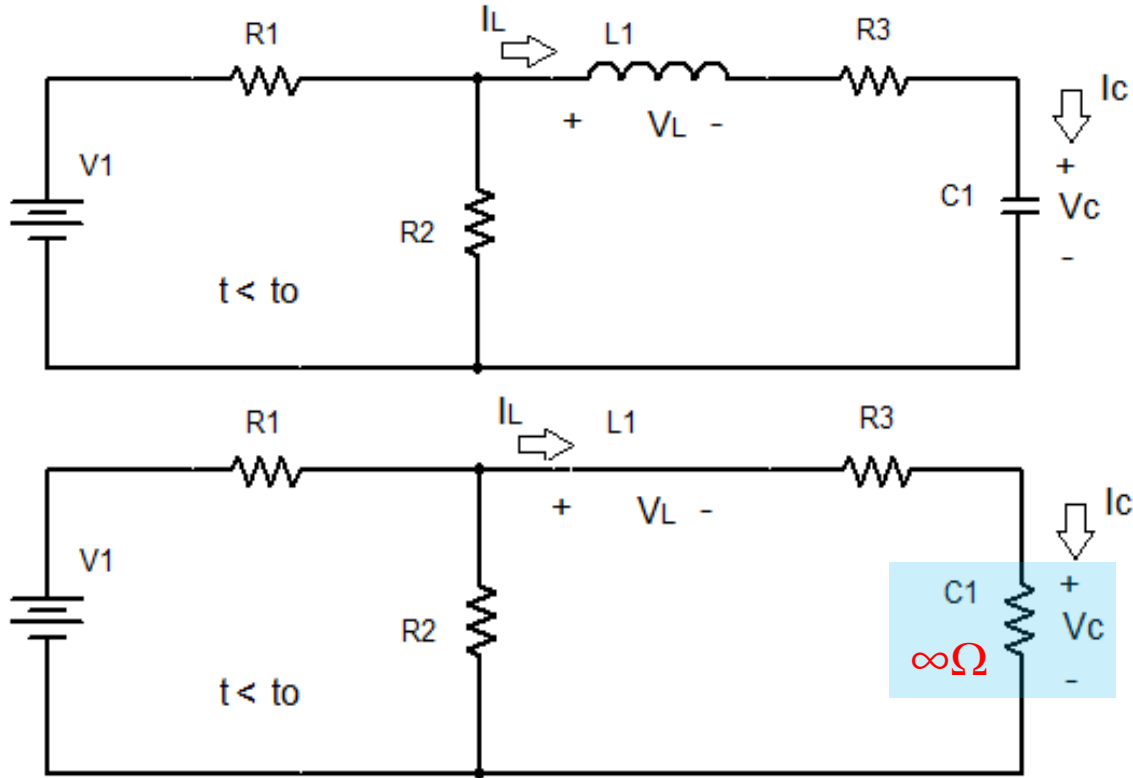 IL
R1 L1 R3
Ic
+ VL -
V1 +
C1 Vc
R2
-
t < to
IL
R1 L1 R3
+ VL - Ic
V1
C1 +
R2 Vc
∞Ω
t < to -